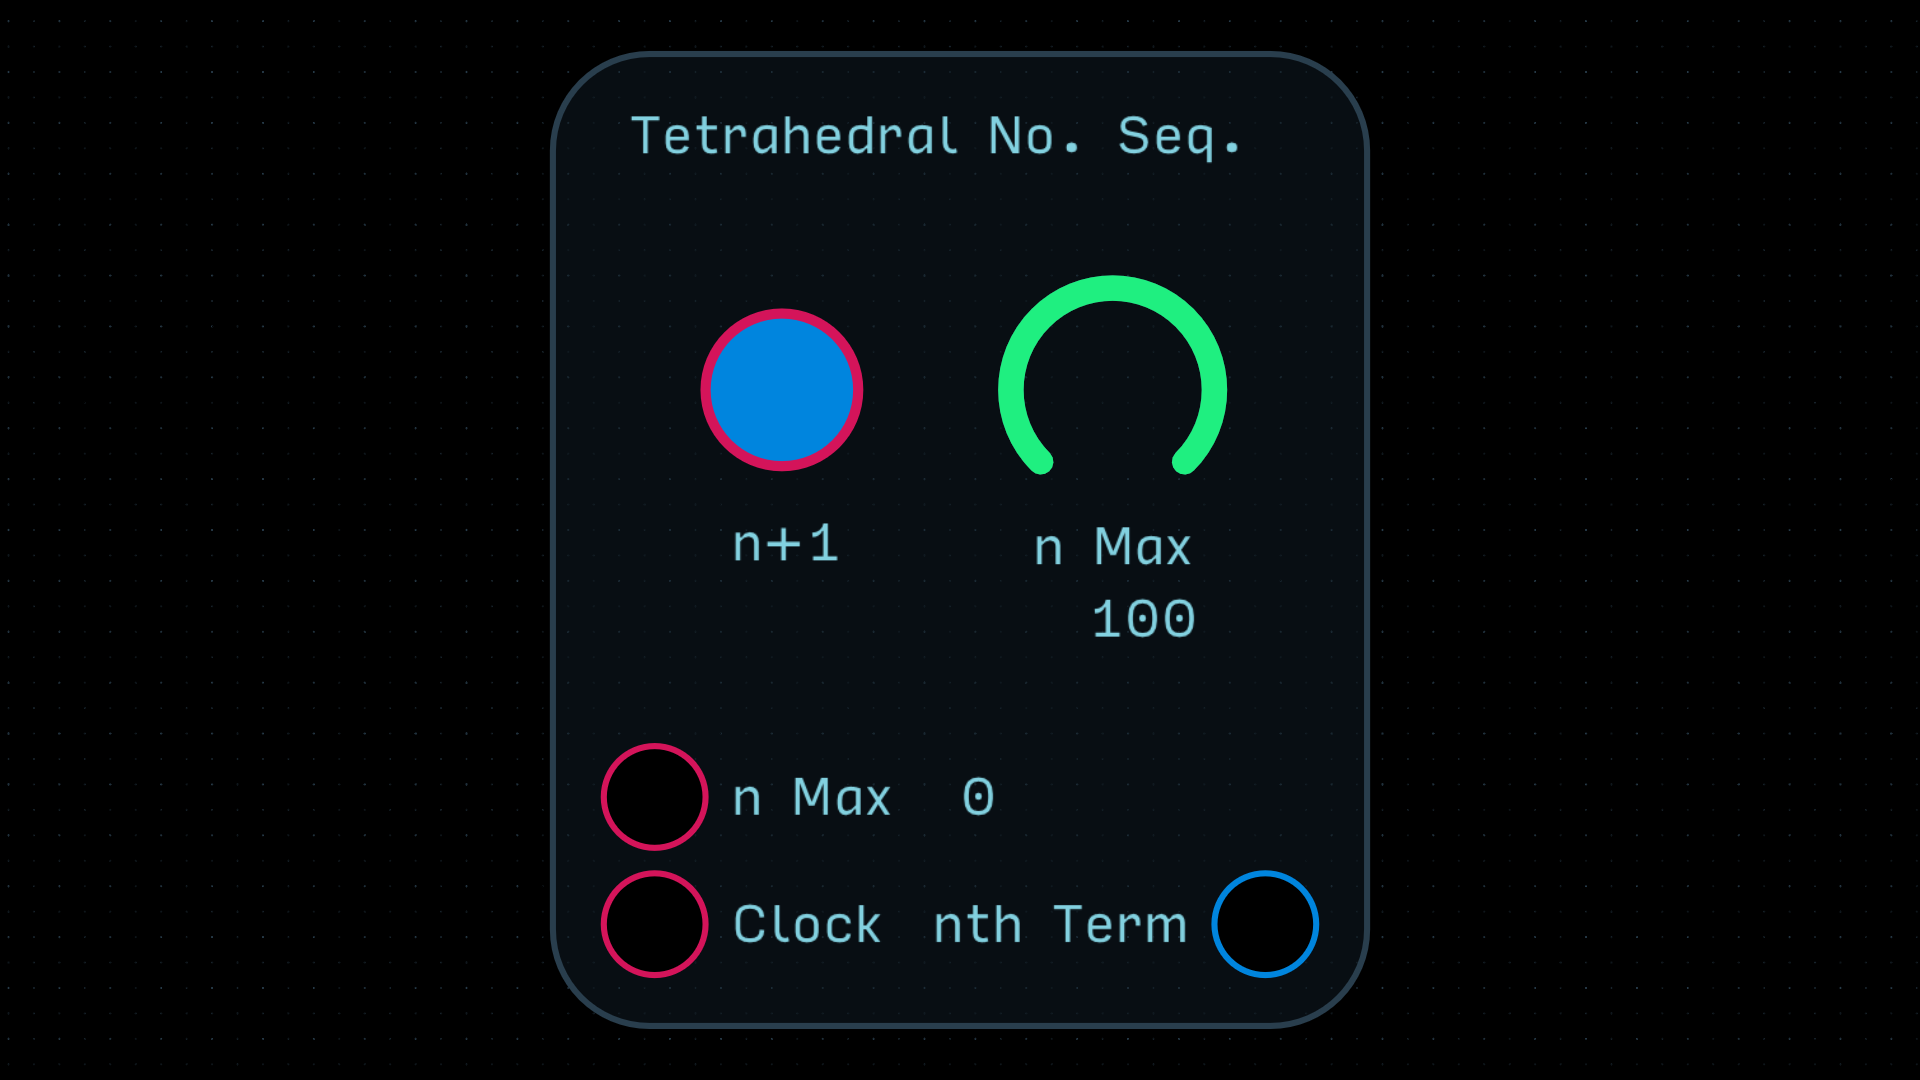 Tetrahedral No. Seq.
n+1
n Max
100
n Max 0
Clock nth Term